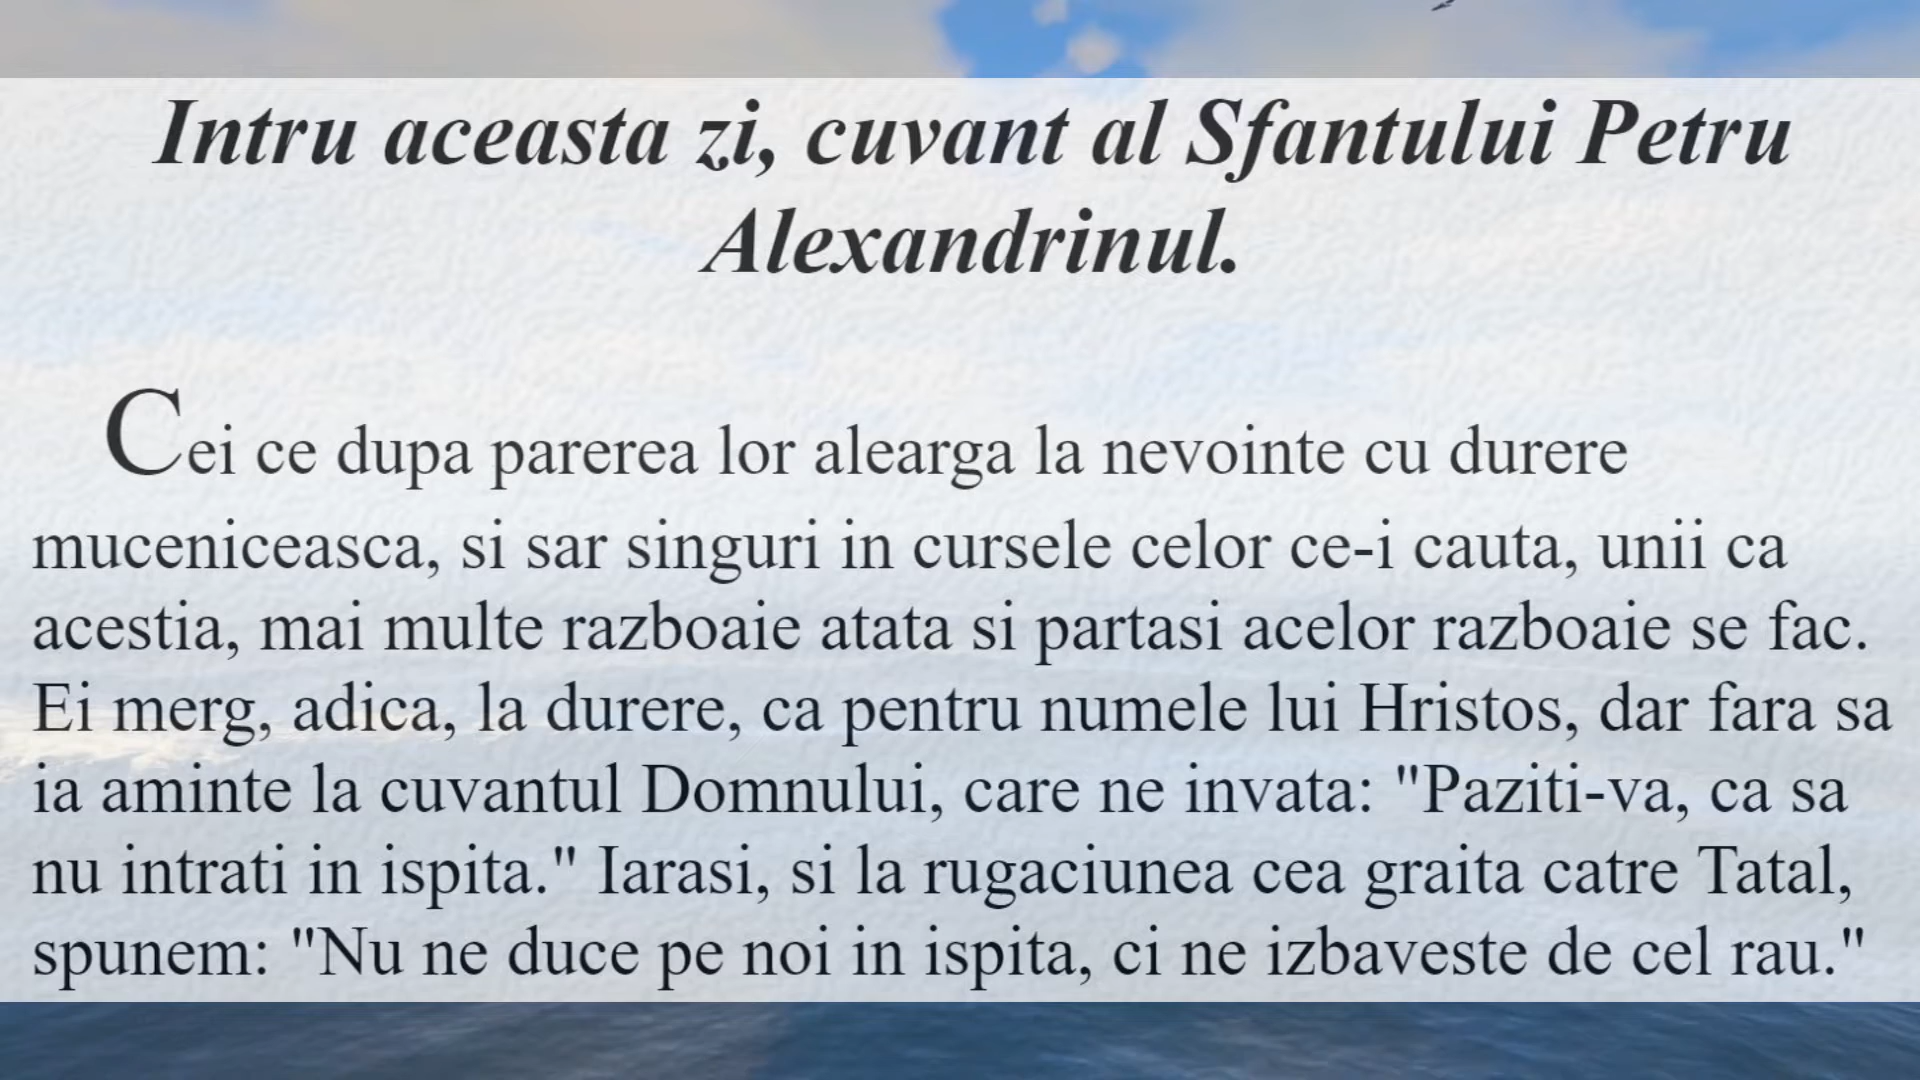 Intru aceasta zi, cuvant al Sfantului Petru
Alexandrinul.
Cei ce dupa parerea lor alearga la nevointe cu durere
muceniceasca, si sar singuri in cursele celor ce-i cauta, unii ca
acestia, mai multe razboaie atata si partasi acelor razboaie se fac.
Ei merg, adica, la durere, ca pentru numele lui Hristos, dar fara sa
ia aminte la cuvantul Domnului, care ne invata: "Paziti-va, ca sa
nu intrati in ispita." Iarasi, si la rugaciunea cea graita catre Tatal,
spunem: "Nu ne duce pe noi in ispita, ci ne izbaveste de cel rau."